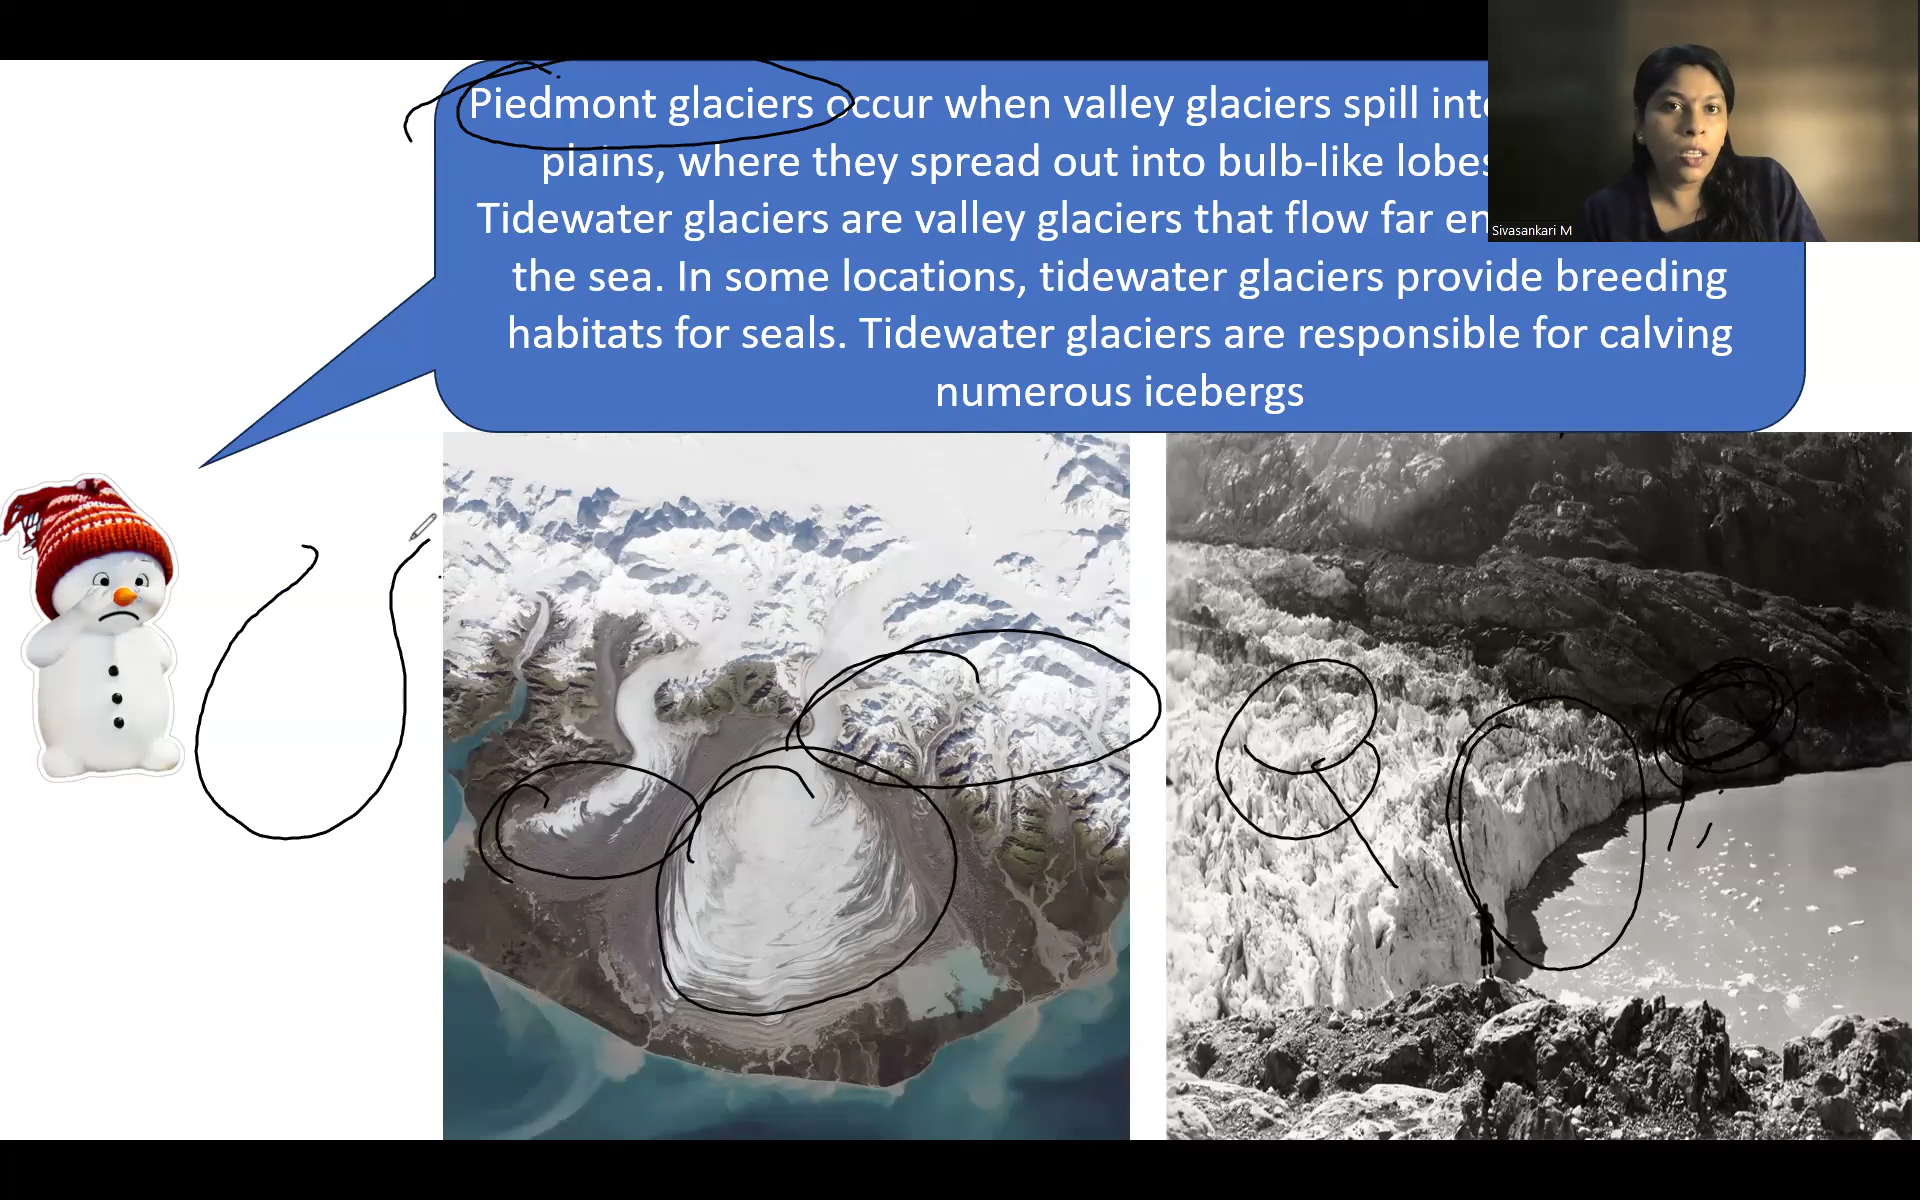 Piedmont glaciers occur when valley glaciers spill into
plains, where they spread out into bulb-like lobes
Tidewater glaciers are valley glaciers that flow far
the sea. In some locations, tidewater glaciers provide breeding
habitats for seals. Tidewater glaciers are responsible for calving
numerous icebergs
Sivasankari M